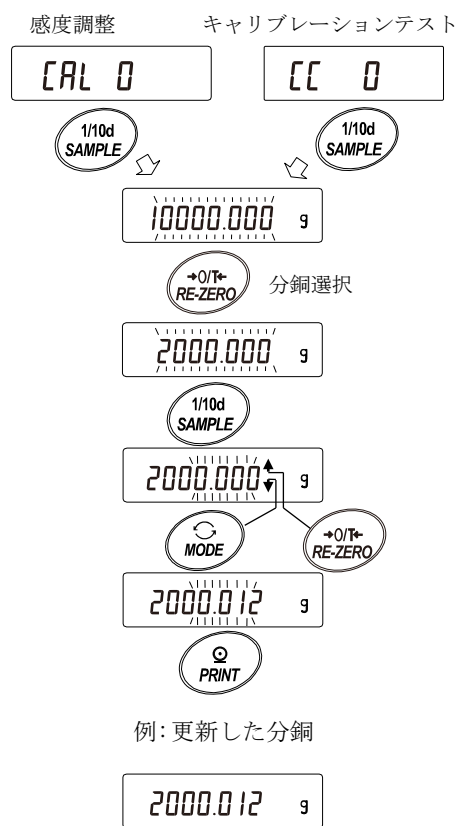 感度調整 キャリブレーションテスト
CAL 0 CC 0
1/10d 1/10d
SAMPLE SAMPLE
10000.000 g
→0/T←
RE-ZERO 分銅選択
2000.000 g
1/10d
SAMPLE
2000.000 g
MODE →0/T←
RE-ZERO
2000.012 g
PRINT
例:更新した分銅
2000.012 g